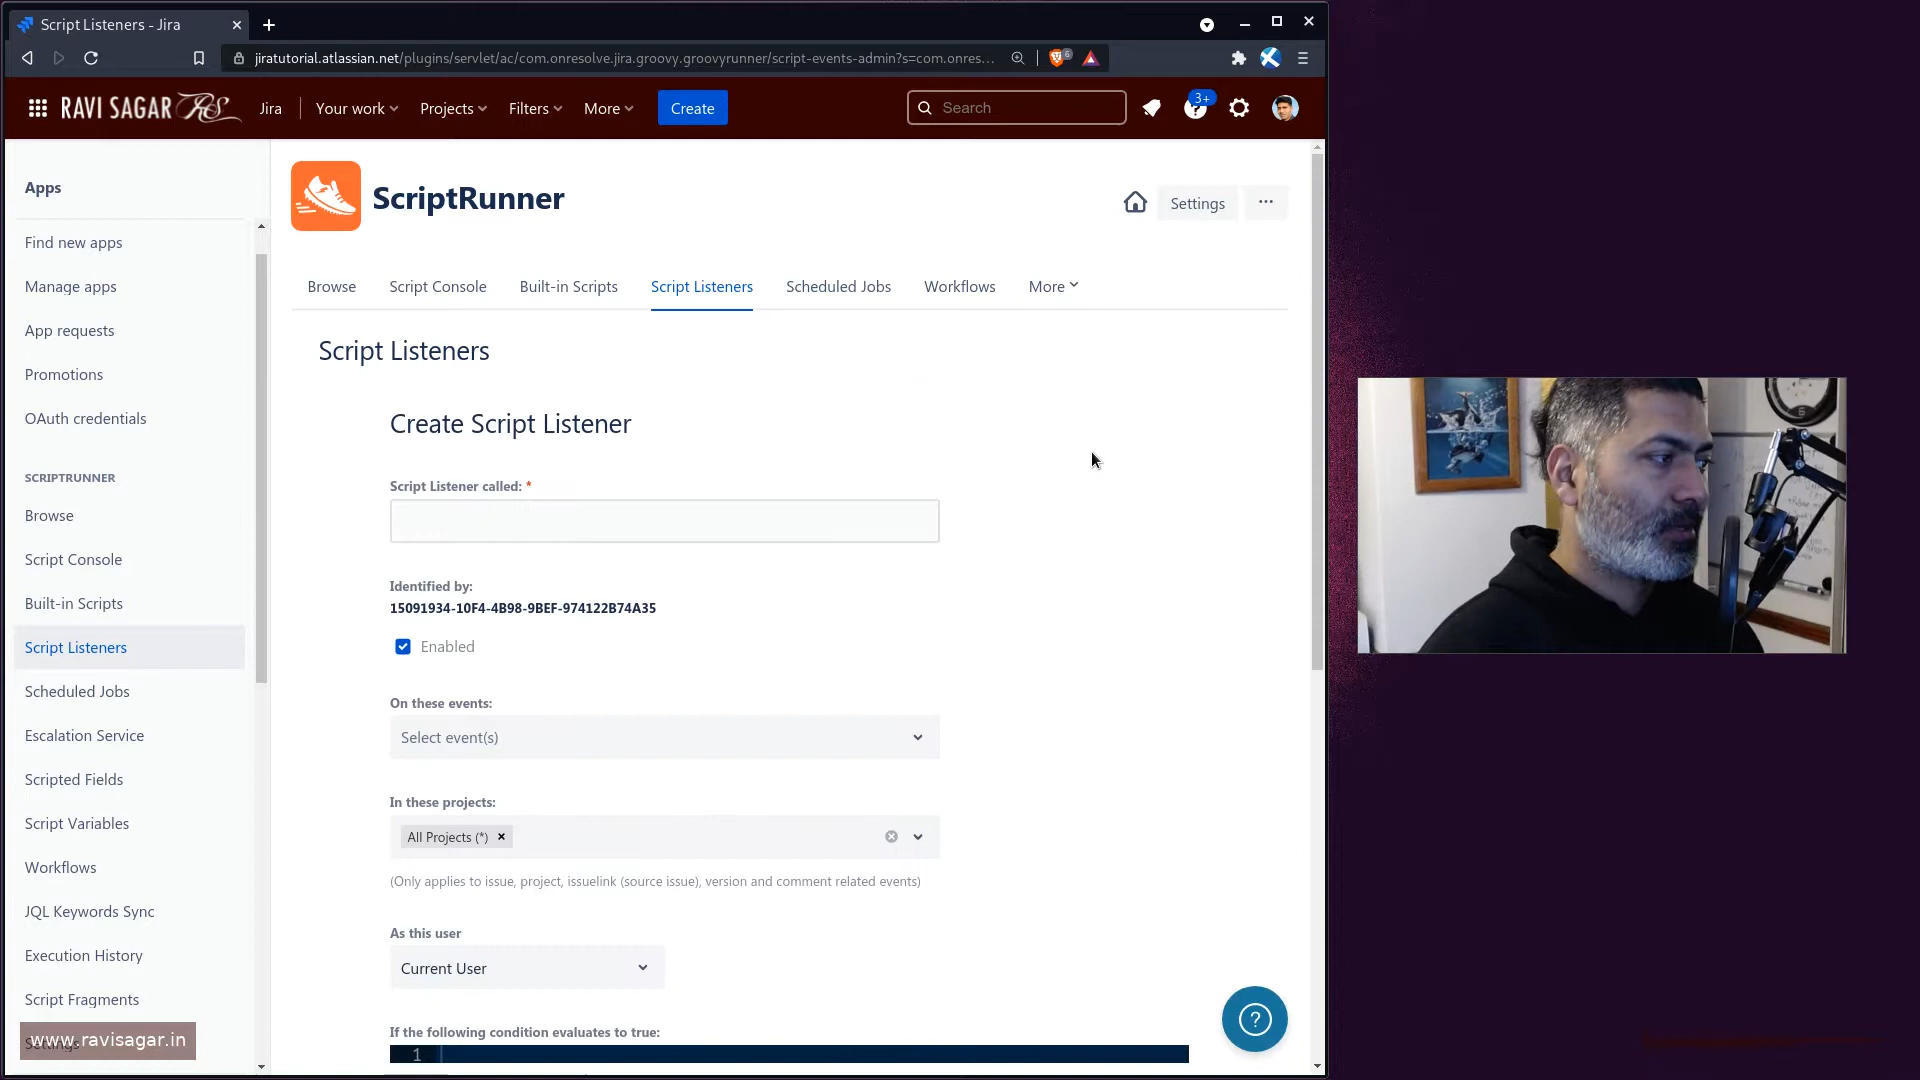 Script Listeners - Jira
jiratutorial.atlassian.net/plugins/servlet/ac/com.onresolve.jira.groovy.groovyrunner/script-events-admin?s=com.onres...
6
RAVI SAGAR RS
Jira
Your work
Projects
Filters
More
Create
Search
3+
Apps
Find new apps
Manage apps
App requests
Promotions
OAuth credentials
SCRIPTRUNNER
Browse
Script Console
Built-in Scripts
Script Listeners
Scheduled Jobs
Escalation Service
Scripted Fields
Script Variables
Workflows
JQL Keywords Sync
Execution History
Script Fragments
Settings
www.ravisagar.in
ScriptRunner
Settings
...
Browse
Script Console
Built-in Scripts
Script Listeners
Scheduled Jobs
Workflows
More
Script Listeners
Create Script Listener
Script Listener called: *
Identified by:
15091934-10F4-4B98-9BEF-974122B74A35
Enabled
On these events:
Select event(s)
In these projects:
All Projects (*)
(Only applies to issue, project, issuelink (source issue), version and comment related events)
As this user
Current User
If the following condition evaluates to true:
1